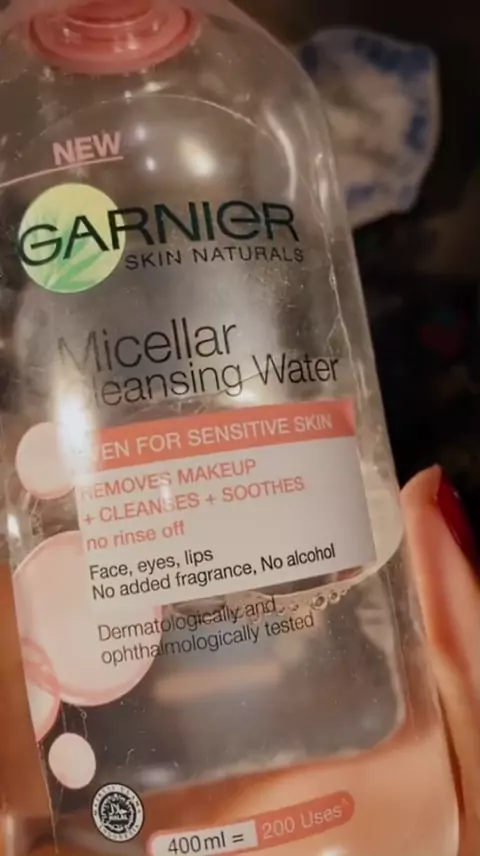 NEW
GARNIER
SKIN NATURALS
Micellar
Cleansing Water
EVEN FOR SENSITIVE SKIN
REMOVES MAKEUP
+ CLEANSES + SOOTHES
no rinse off
Face, eyes, lips
No added fragrance, No alcohol
Dermatologically and
ophthalmologically tested
400ml = 200 Uses^